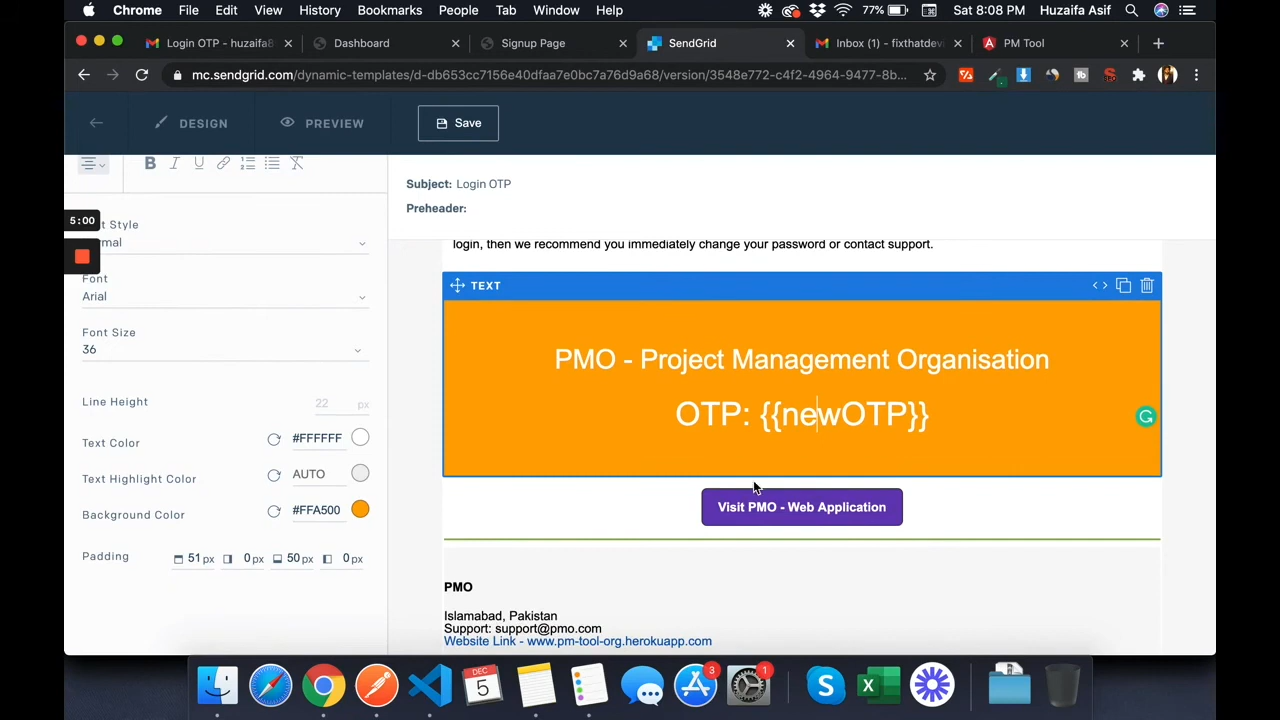 Chrome File Edit View History Bookmarks People Tab Window Help 77% Sat 8:08 PM Huzaifa Asif
Login OTP - huzaifa8
Dashboard
Signup Page
SendGrid
Inbox (1) - fixthatdev
PM Tool
mc.sendgrid.com/dynamic-templates/d-db653cc7156e40dfaa7e0bc7a76d9a68/version/3548e772-c4f2-4964-9477-8b...
DESIGN
PREVIEW
Save
B I U
Subject: Login OTP
Preheader:
5:00
Style
Font
Arial
Font Size
36
Line Height 22 px
Text Color #FFFFFF
Text Highlight Color AUTO
Background Color #FFA500
Padding 51 px 0 px 50 px 0 px
login, then we recommend you immediately change your password or contact support.
TEXT
PMO - Project Management Organisation
OTP: {{newOTP}}
Visit PMO - Web Application
PMO
Islamabad, Pakistan
Support: support@pmo.com
Website Link - www.pm-tool-org.herokuapp.com
DEC
5
3
1